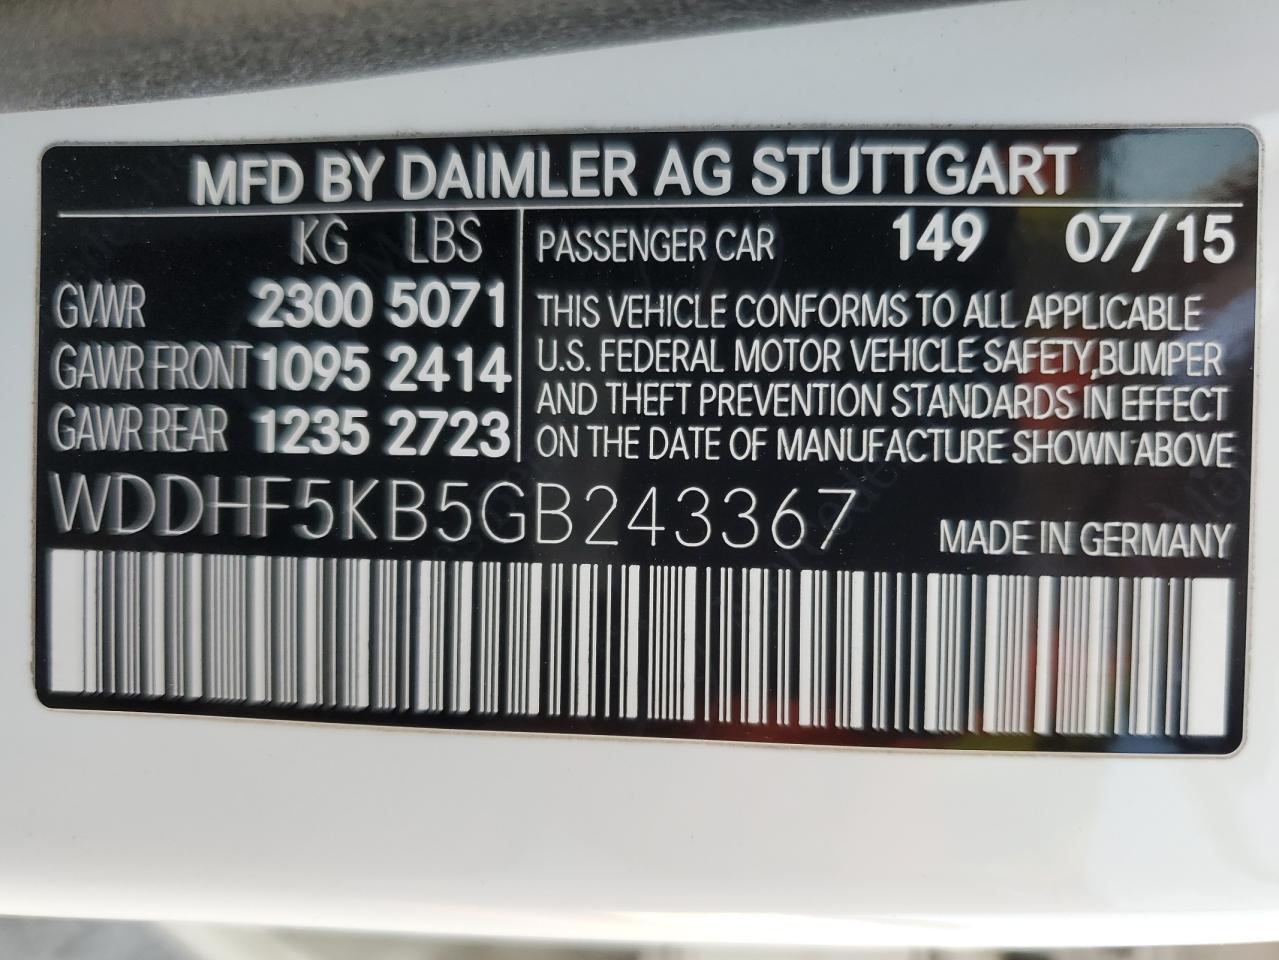 MFD BY DAIMLER AG STUTTGART
KG LBS
GVWR 2300 5071
GAWR FRONT 1095 2414
GAWR REAR 1235 2723
PASSENGER CAR 149 07/15
THIS VEHICLE CONFORMS TO ALL APPLICABLE
U.S. FEDERAL MOTOR VEHICLE SAFETY,BUMPER
AND THEFT PREVENTION STANDARDS IN EFFECT
ON THE DATE OF MANUFACTURE SHOWN ABOVE
WDDHF5KB5GB243367
MADE IN GERMANY